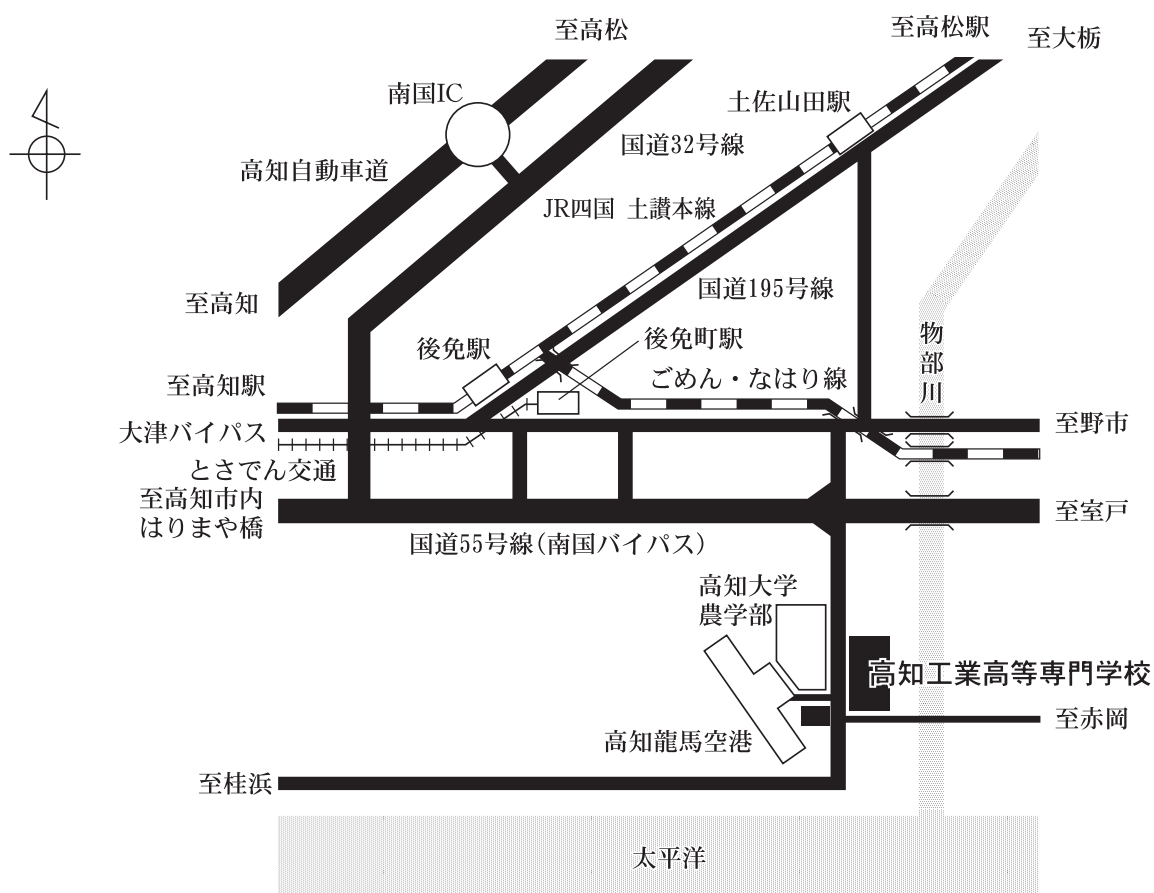 至高松
至高松駅
至大栃
南国IC
土佐山田駅
国道32号線
高知自動車道
JR四国 土讃本線
国道195号線
至高知
後免町駅
後免駅
物部川
至高知駅
ごめん・なはり線
大津バイパス
至野市
とさでん交通
至高知市内
はりまや橋
至室戸
国道55号線(南国バイパス)
高知大学
農学部
高知工業高等専門学校
至赤岡
高知龍馬空港
至桂浜
太平洋